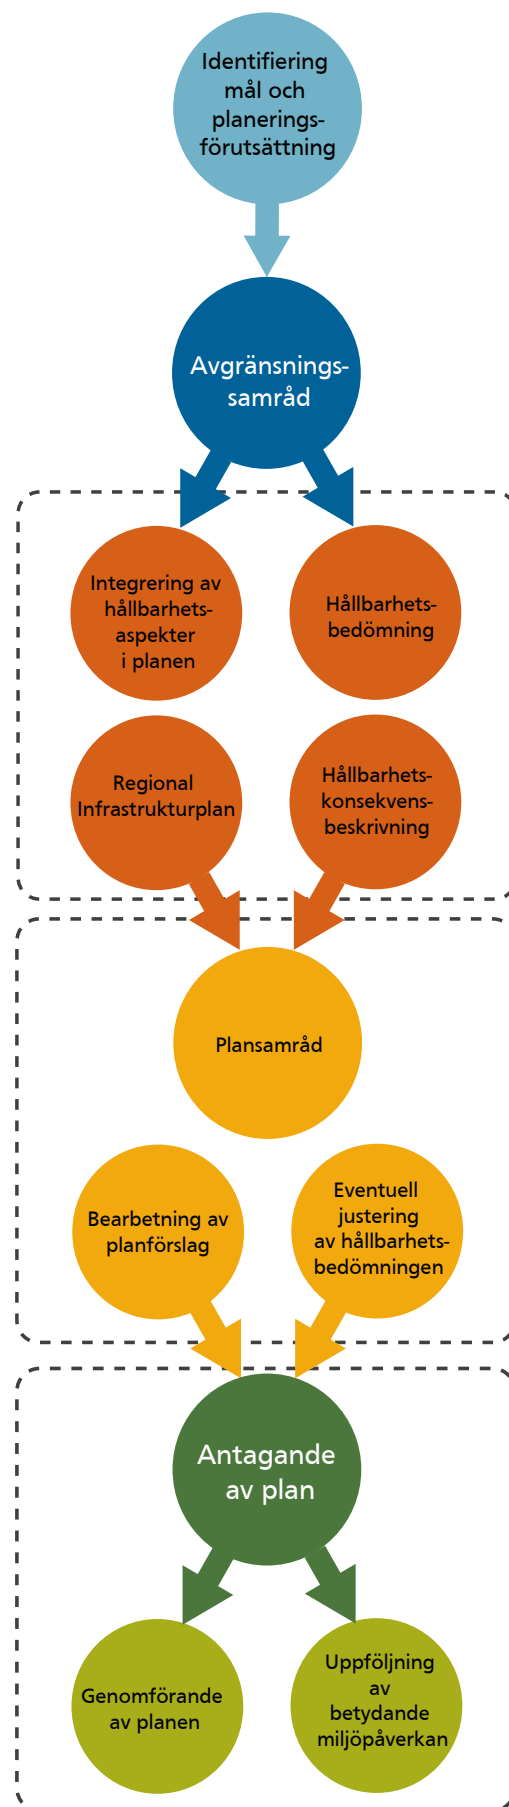 Identifiering
mål och
planerings-
förutsättning
Avgränsnings-
samråd
Integrering av
hållbarhets-
aspekter
i planen
Hållbarhets-
bedömning
Regional
Infrastrukturplan
Hållbarhets-
konsekvens-
beskrivning
Plansamråd
Bearbetning av
planförslag
Eventuell
justering
av hållbarhets-
bedömningen
Antagande
av plan
Genomförande
av planen
Uppföljning
av
betydande
miljöpåverkan